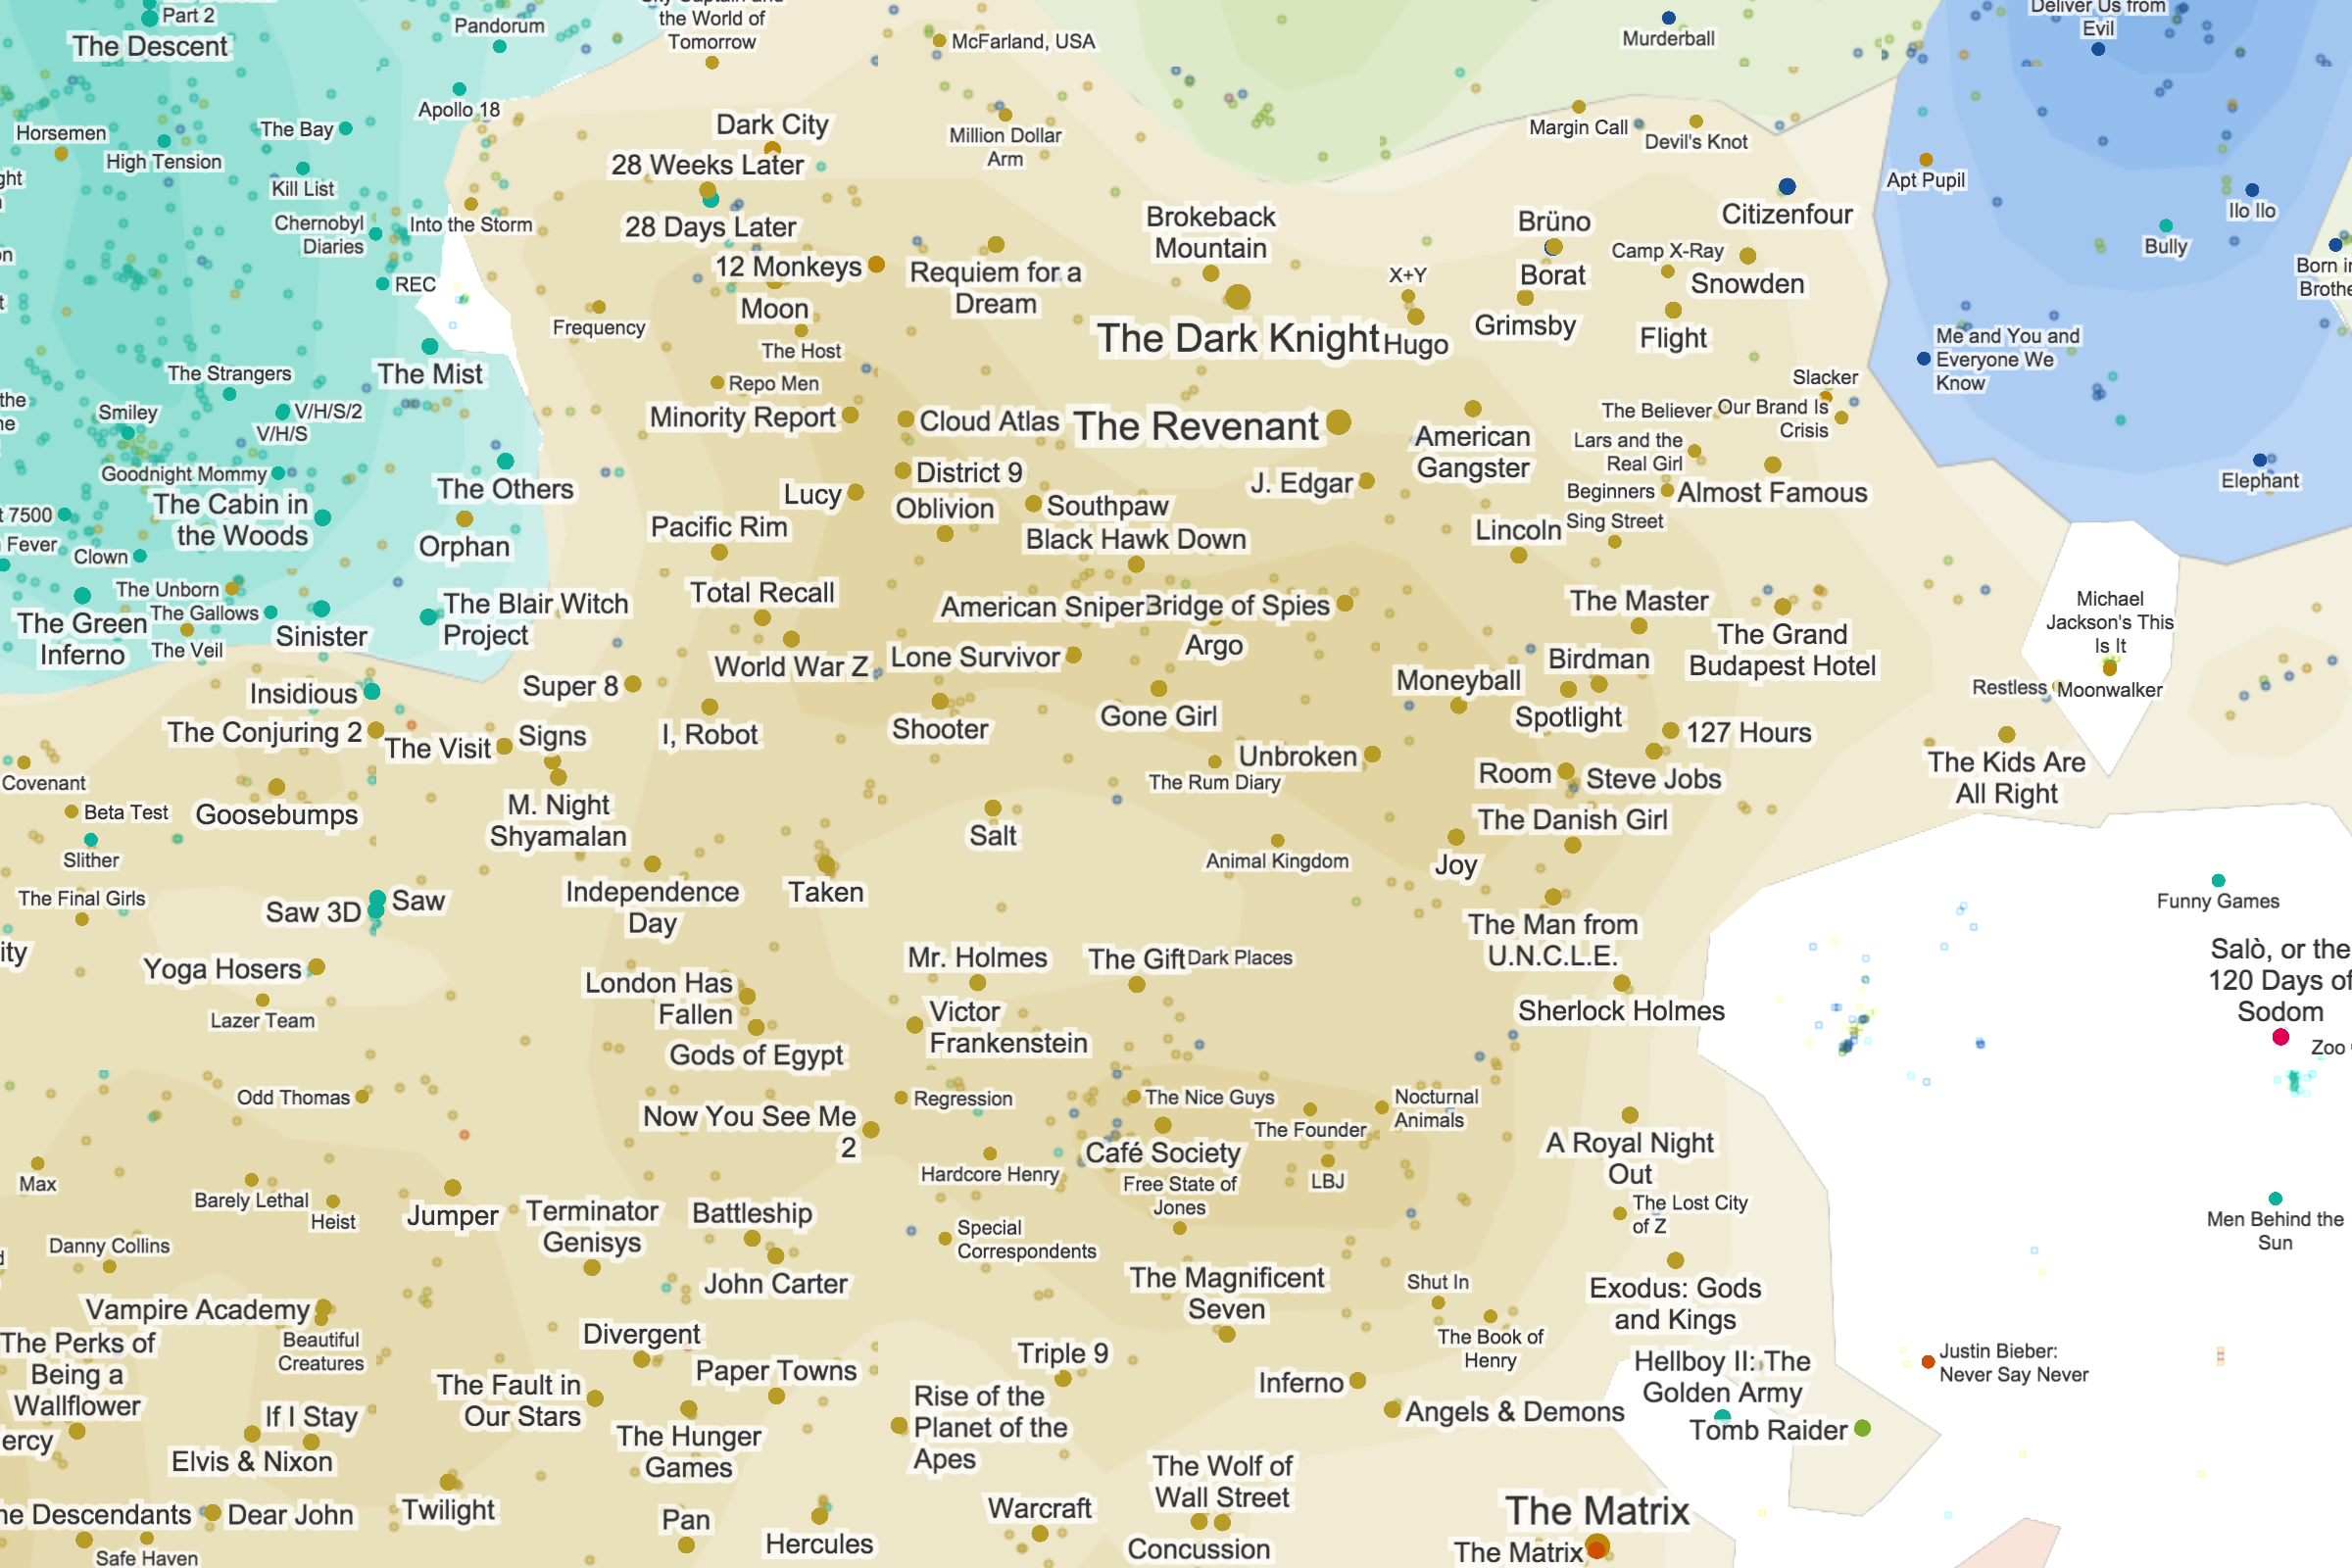 Part 2
The Descent
Pandorum
Sky Captain and
the World of
Tomorrow
McFarland, USA
Murderball
Deliver Us from
Evil
Apollo 18
Horsemen
High Tension
The Bay
Kill List
Chernobyl
Diaries
Into the Storm
REC
Dark City
28 Weeks Later
28 Days Later
12 Monkeys
Moon
The Host
Frequency
Million Dollar
Arm
Requiem for a
Dream
Brokeback
Mountain
The Dark Knight
X+Y
Hugo
Margin Call
Devil's Knot
Brüno
Borat
Grimsby
Camp X-Ray
Citizenfour
Snowden
Flight
Apt Pupil
Ilo Ilo
Bully
Born in
Brothe
Me and You and
Everyone We
Know
Elephant
The Strangers
Smiley
V/H/S/2
V/H/S
Goodnight Mommy
The Cabin in
the Woods
The Mist
The Others
Orphan
t 7500
Fever
Clown
The Unborn
The Gallows
The Green
Inferno
The Veil
Sinister
The Blair Witch
Project
Repo Men
Minority Report
Cloud Atlas
The Revenant
District 9
Lucy
Oblivion
Southpaw
J. Edgar
Black Hawk Down
Pacific Rim
Total Recall
World War Z
American Sniper
Bridge of Spies
Argo
Lone Survivor
American
Gangster
Slacker
The Believer
Our Brand Is
Crisis
Lars and the
Real Girl
Beginners
Almost Famous
Lincoln
Sing Street
The Master
The Grand
Budapest Hotel
Birdman
Moneyball
Spotlight
127 Hours
Michael
Jackson's This
Is It
Restless
Moonwalker
The Kids Are
All Right
Insidious
The Conjuring 2
The Visit
Signs
Super 8
I, Robot
Shooter
Gone Girl
Unbroken
The Rum Diary
Room
Steve Jobs
The Danish Girl
Covenant
Beta Test
Goosebumps
M. Night
Shyamalan
Slither
Salt
Animal Kingdom
Joy
The Final Girls
Saw 3D
Saw
Independence
Day
Taken
The Man from
U.N.C.L.E.
Funny Games
ity
Yoga Hosers
Lazer Team
London Has
Fallen
Gods of Egypt
Mr. Holmes
Victor
Frankenstein
The Gift
Dark Places
Sherlock Holmes
Salò, or the
120 Days of
Sodom
Zoo
Odd Thomas
Now You See Me
2
Regression
Hardcore Henry
The Nice Guys
Café Society
The Founder
Nocturnal
Animals
LBJ
Free State of
Jones
A Royal Night
Out
The Lost City
of Z
Men Behind the
Sun
Max
Barely Lethal
Heist
Jumper
Terminator
Genisys
Battleship
John Carter
Special
Correspondents
Danny Collins
Vampire Academy
Beautiful
Creatures
The Magnificent
Seven
Shut In
The Book of
Henry
Exodus: Gods
and Kings
Justin Bieber:
Never Say Never
The Perks of
Being a
Wallflower
ercy
If I Stay
Elvis & Nixon
Divergent
Paper Towns
The Fault in
Our Stars
The Hunger
Games
Triple 9
Rise of the
Planet of the
Apes
Inferno
Angels & Demons
Hellboy II: The
Golden Army
Tomb Raider
he Descendants
Safe Haven
Dear John
Twilight
Pan
Hercules
Warcraft
The Wolf of
Wall Street
Concussion
The Matrix
The Matrix